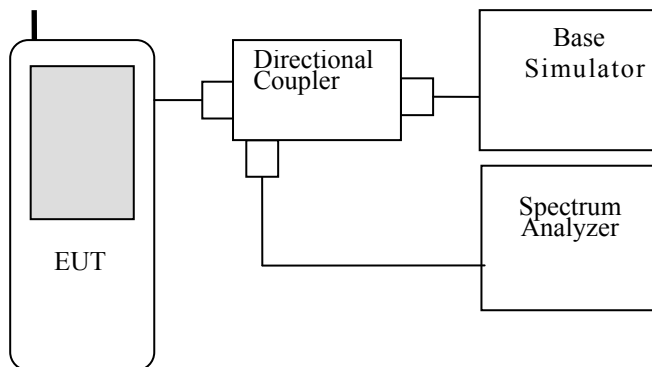 Directional
Coupler
Base
Simulator
EUT
Spectrum
Analyzer